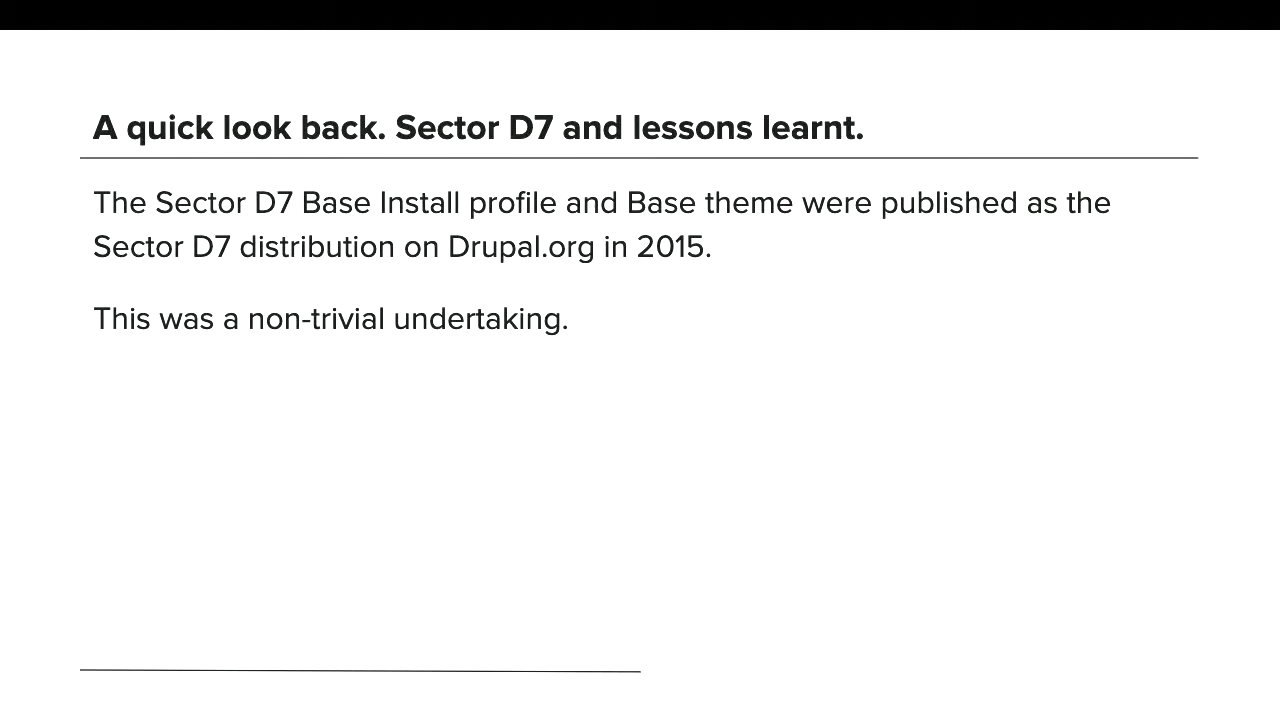 A quick look back. Sector D7 and lessons learnt.
The Sector D7 Base Install profile and Base theme were published as the
Sector D7 distribution on Drupal.org in 2015.
This was a non-trivial undertaking.